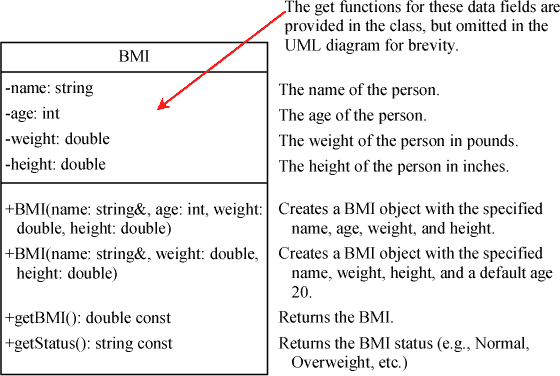 The get functions for these data fields are
provided in the class, but omitted in the
UML diagram for brevity.
BMI
-name: string
The name of the person.
-age: int
The age of the person.
-weight: double
The weight of the person in pounds.
-height: double
The height of the person in inches.
+BMI(name: string&, age: int, weight:
double, height: double)
Creates a BMI object with the specified
name, age, weight, and height.
+BMI(name: string&, weight: double,
height: double)
Creates a BMI object with the specified
name, weight, height, and a default age
20.
+getBMI(): double const
Returns the BMI.
+getStatus(): string const
Returns the BMI status (e.g., Normal,
Overweight, etc.)